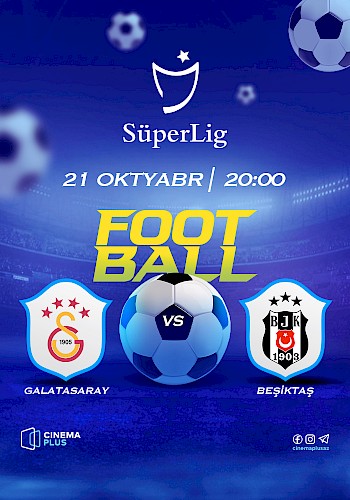 SüperLig
21 OKTYABR | 20:00
FOOT
BALL
VS
1905
BJK
1903
GALATASARAY
BEŞİKTAŞ
CINEMA
PLUS
cinemaplusaz